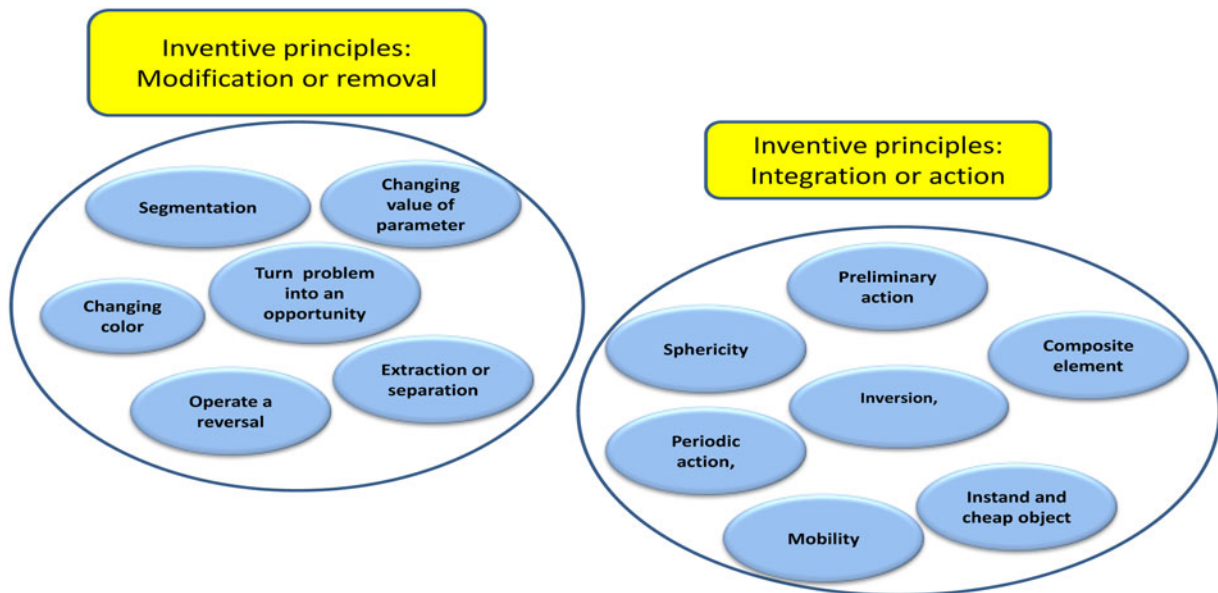 Inventive principles:
Modification or removal
Segmentation
Changing
value of
parameter
Changing
color
Turn problem
into an
opportunity
Extraction or
separation
Operate a
reversal
Inventive principles:
Integration or action
Preliminary
action
Sphericity
Composite
element
Inversion,
Periodic
action,
Instand and
cheap object
Mobility